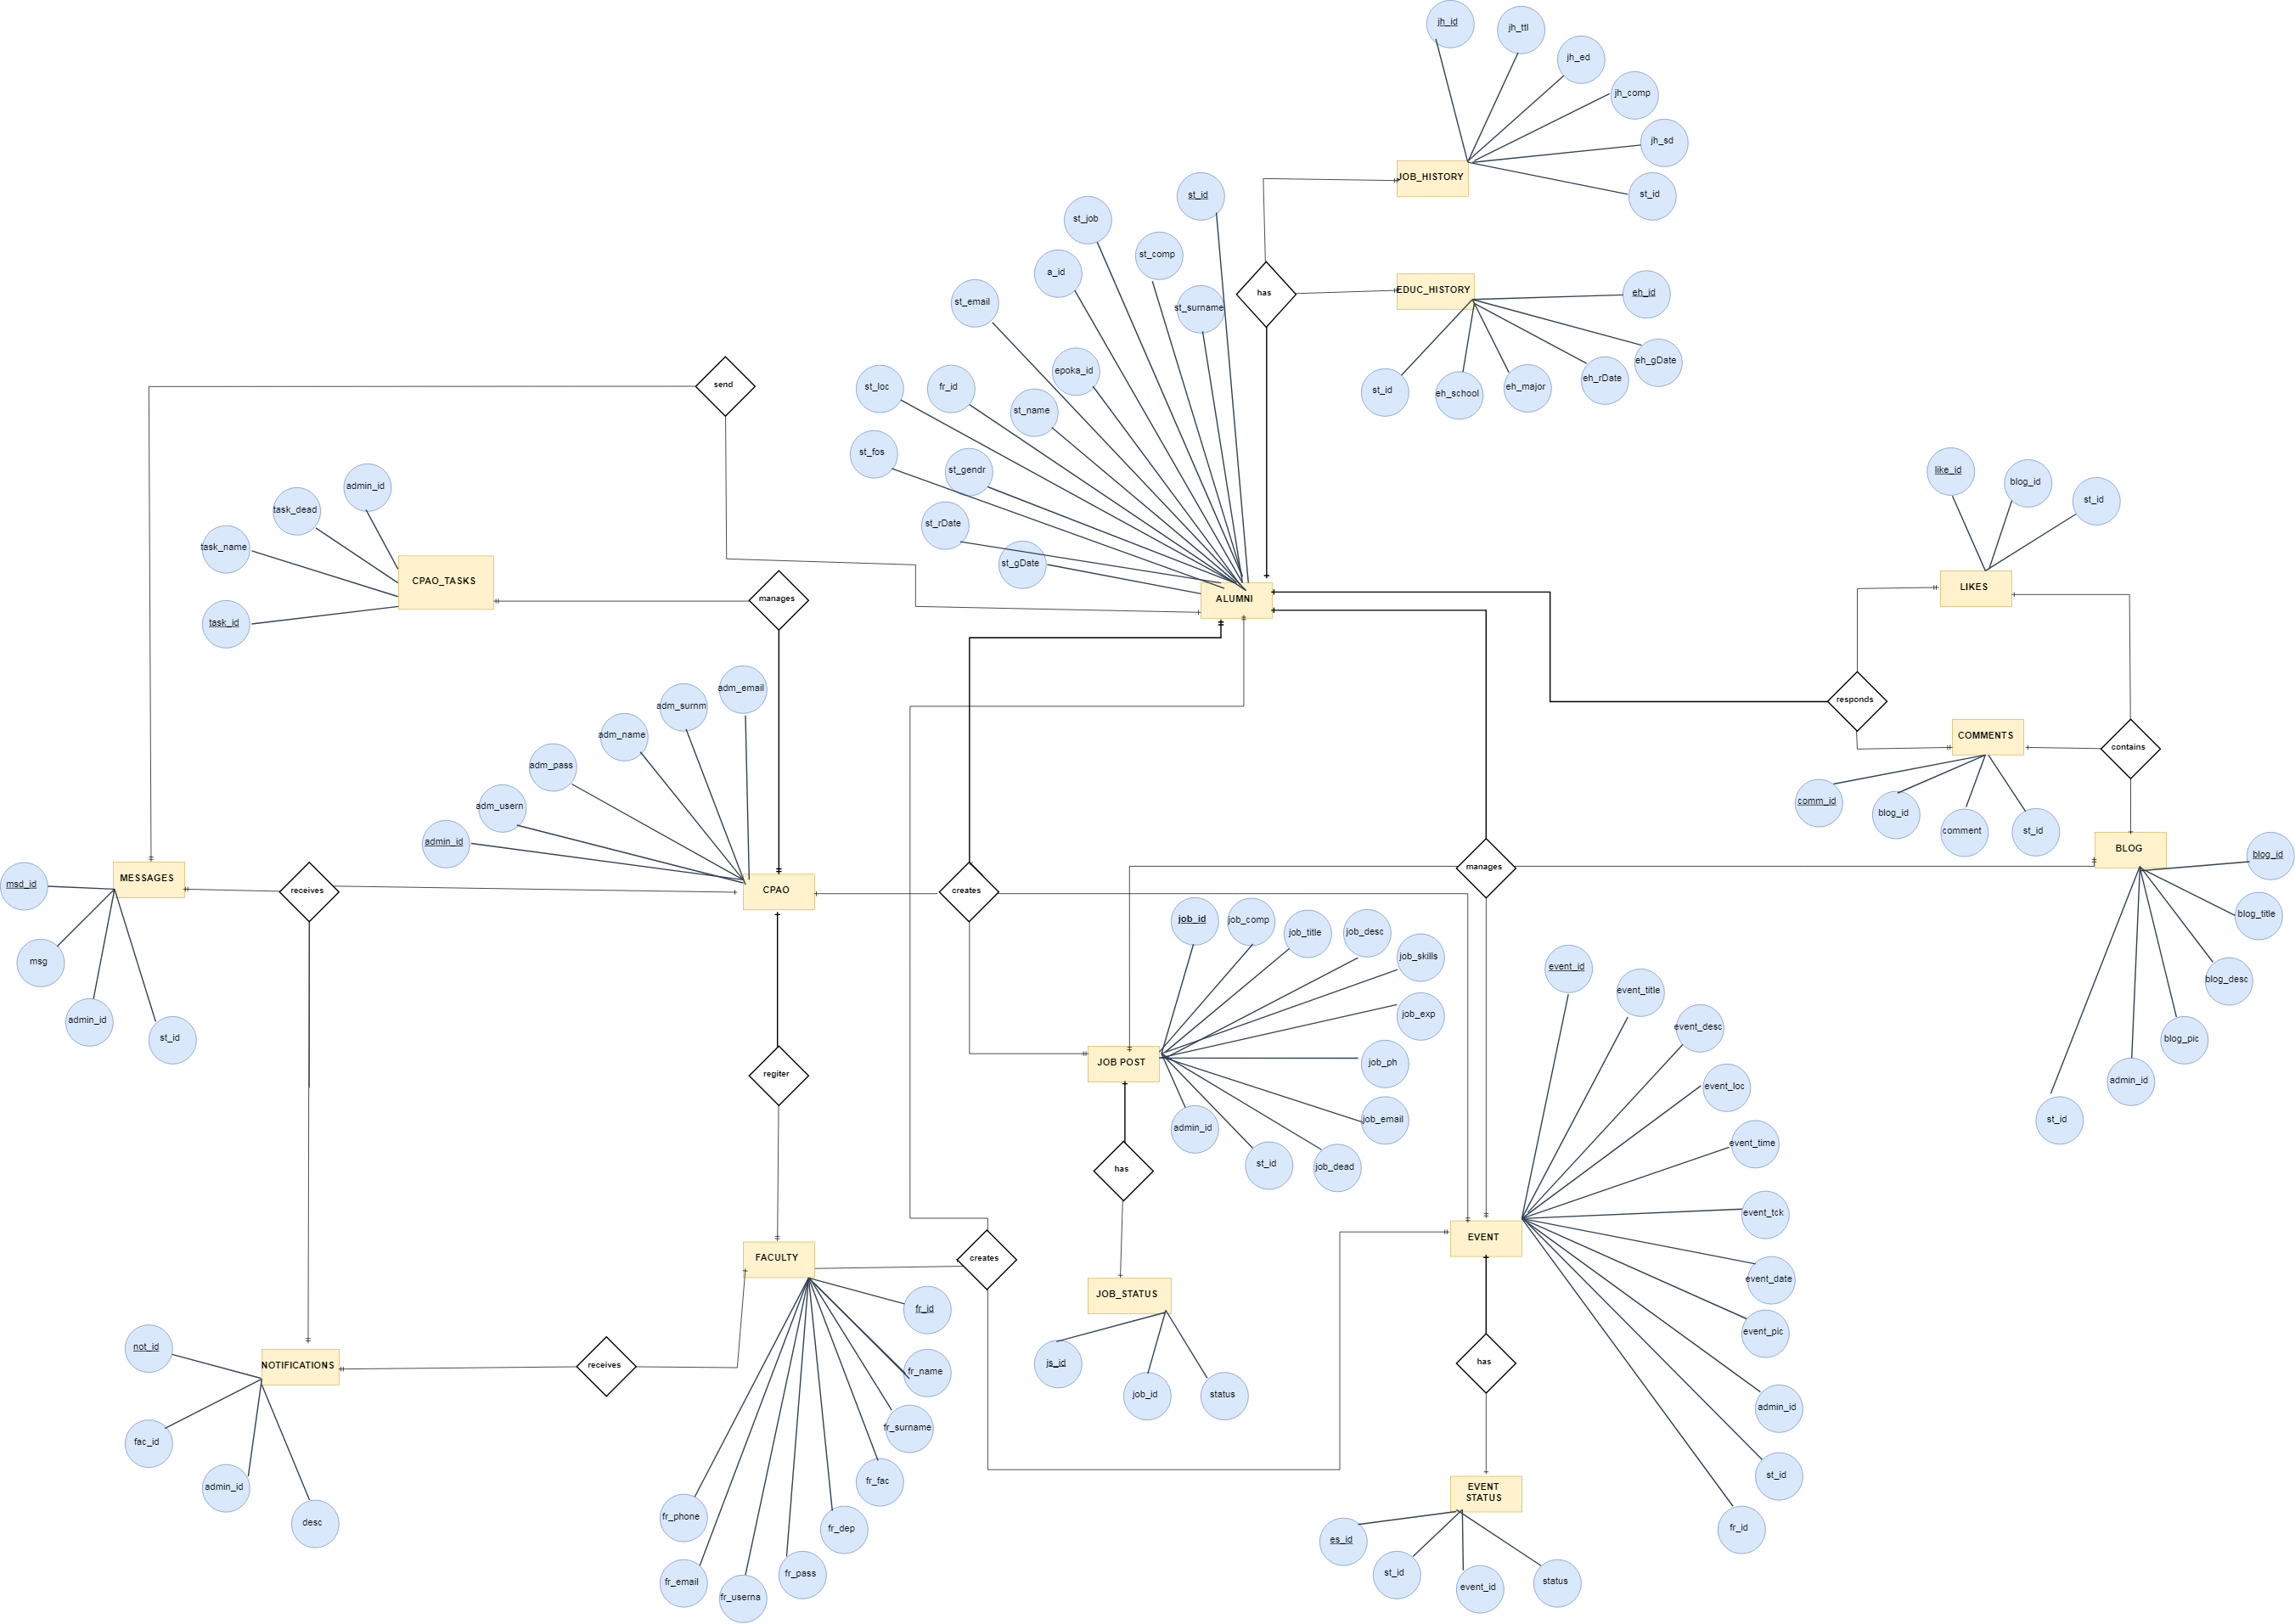 jh_id
jh_ttl
jh_ed
jh_comp
jh_sd
st_id
JOB_HISTORY
st_id
st_job
st_comp
a_id
st_email
st_surname
has
EDUC_HISTORY
eh_id
eh_gDate
eh_rDate
eh_major
eh_school
st_id
send
st_loc
fr_id
epoka_id
st_name
st_fos
st_gendr
st_rDate
st_gDate
ALUMNI
like_id
blog_id
st_id
LIKES
admin_id
task_dead
task_name
task_id
CPAO_TASKS
manages
responds
COMMENTS
contains
comm_id
blog_id
comment
st_id
adm_email
adm_surnm
adm_name
adm_pass
adm_usern
admin_id
BLOG
blog_id
blog_title
blog_desc
blog_pic
admin_id
st_id
MESSAGES
msd_id
msg
admin_id
st_id
receives
CPAO
creates
manages
job_id
job_comp
job_title
job_desc
job_skills
job_exp
job_ph
job_email
job_dead
st_id
admin_id
JOB POST
regiter
has
event_id
event_title
event_desc
event_loc
event_time
event_tck
event_date
event_pic
admin_id
st_id
fr_id
EVENT
FACULTY
creates
JOB_STATUS
js_id
job_id
status
fr_id
fr_name
fr_surname
fr_fac
fr_dep
fr_pass
fr_userna
fr_email
fr_phone
NOTIFICATIONS
receives
not_id
fac_id
admin_id
desc
has
EVENT
STATUS
es_id
st_id
event_id
status